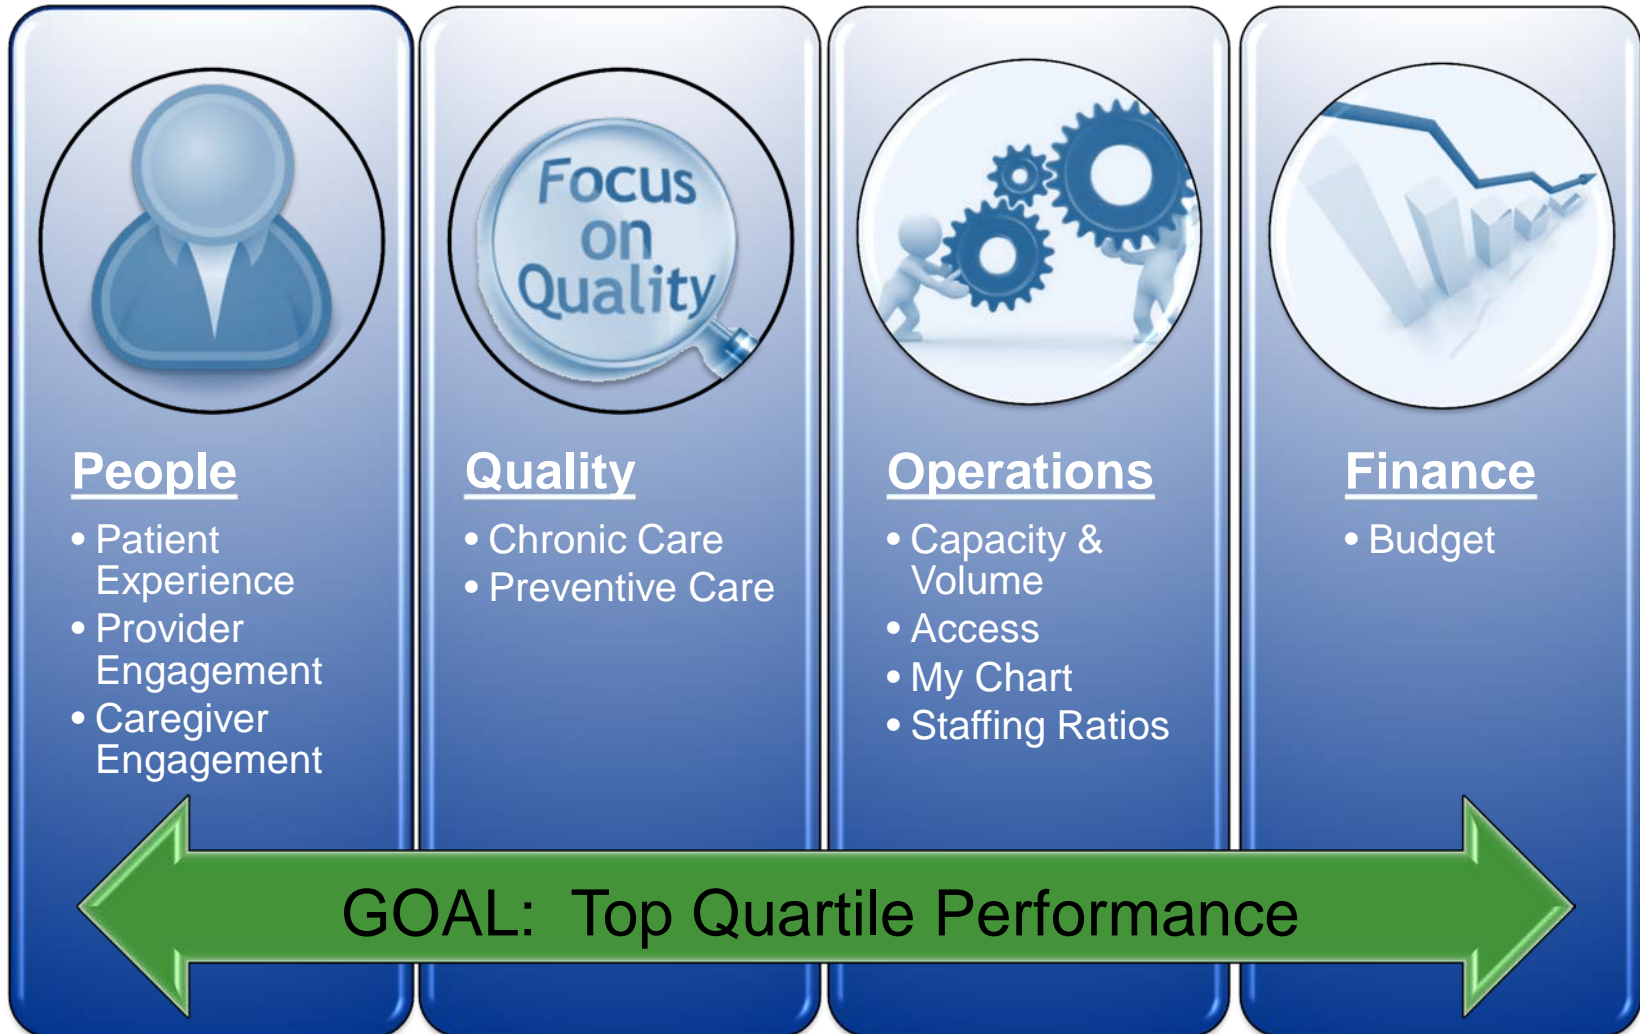 Focus
on
Quality
People
• Patient
Experience
• Provider
Engagement
• Caregiver
Engagement
Quality
• Chronic Care
• Preventive Care
Operations
• Capacity &
Volume
• Access
• My Chart
• Staffing Ratios
Finance
• Budget
GOAL: Top Quartile Performance